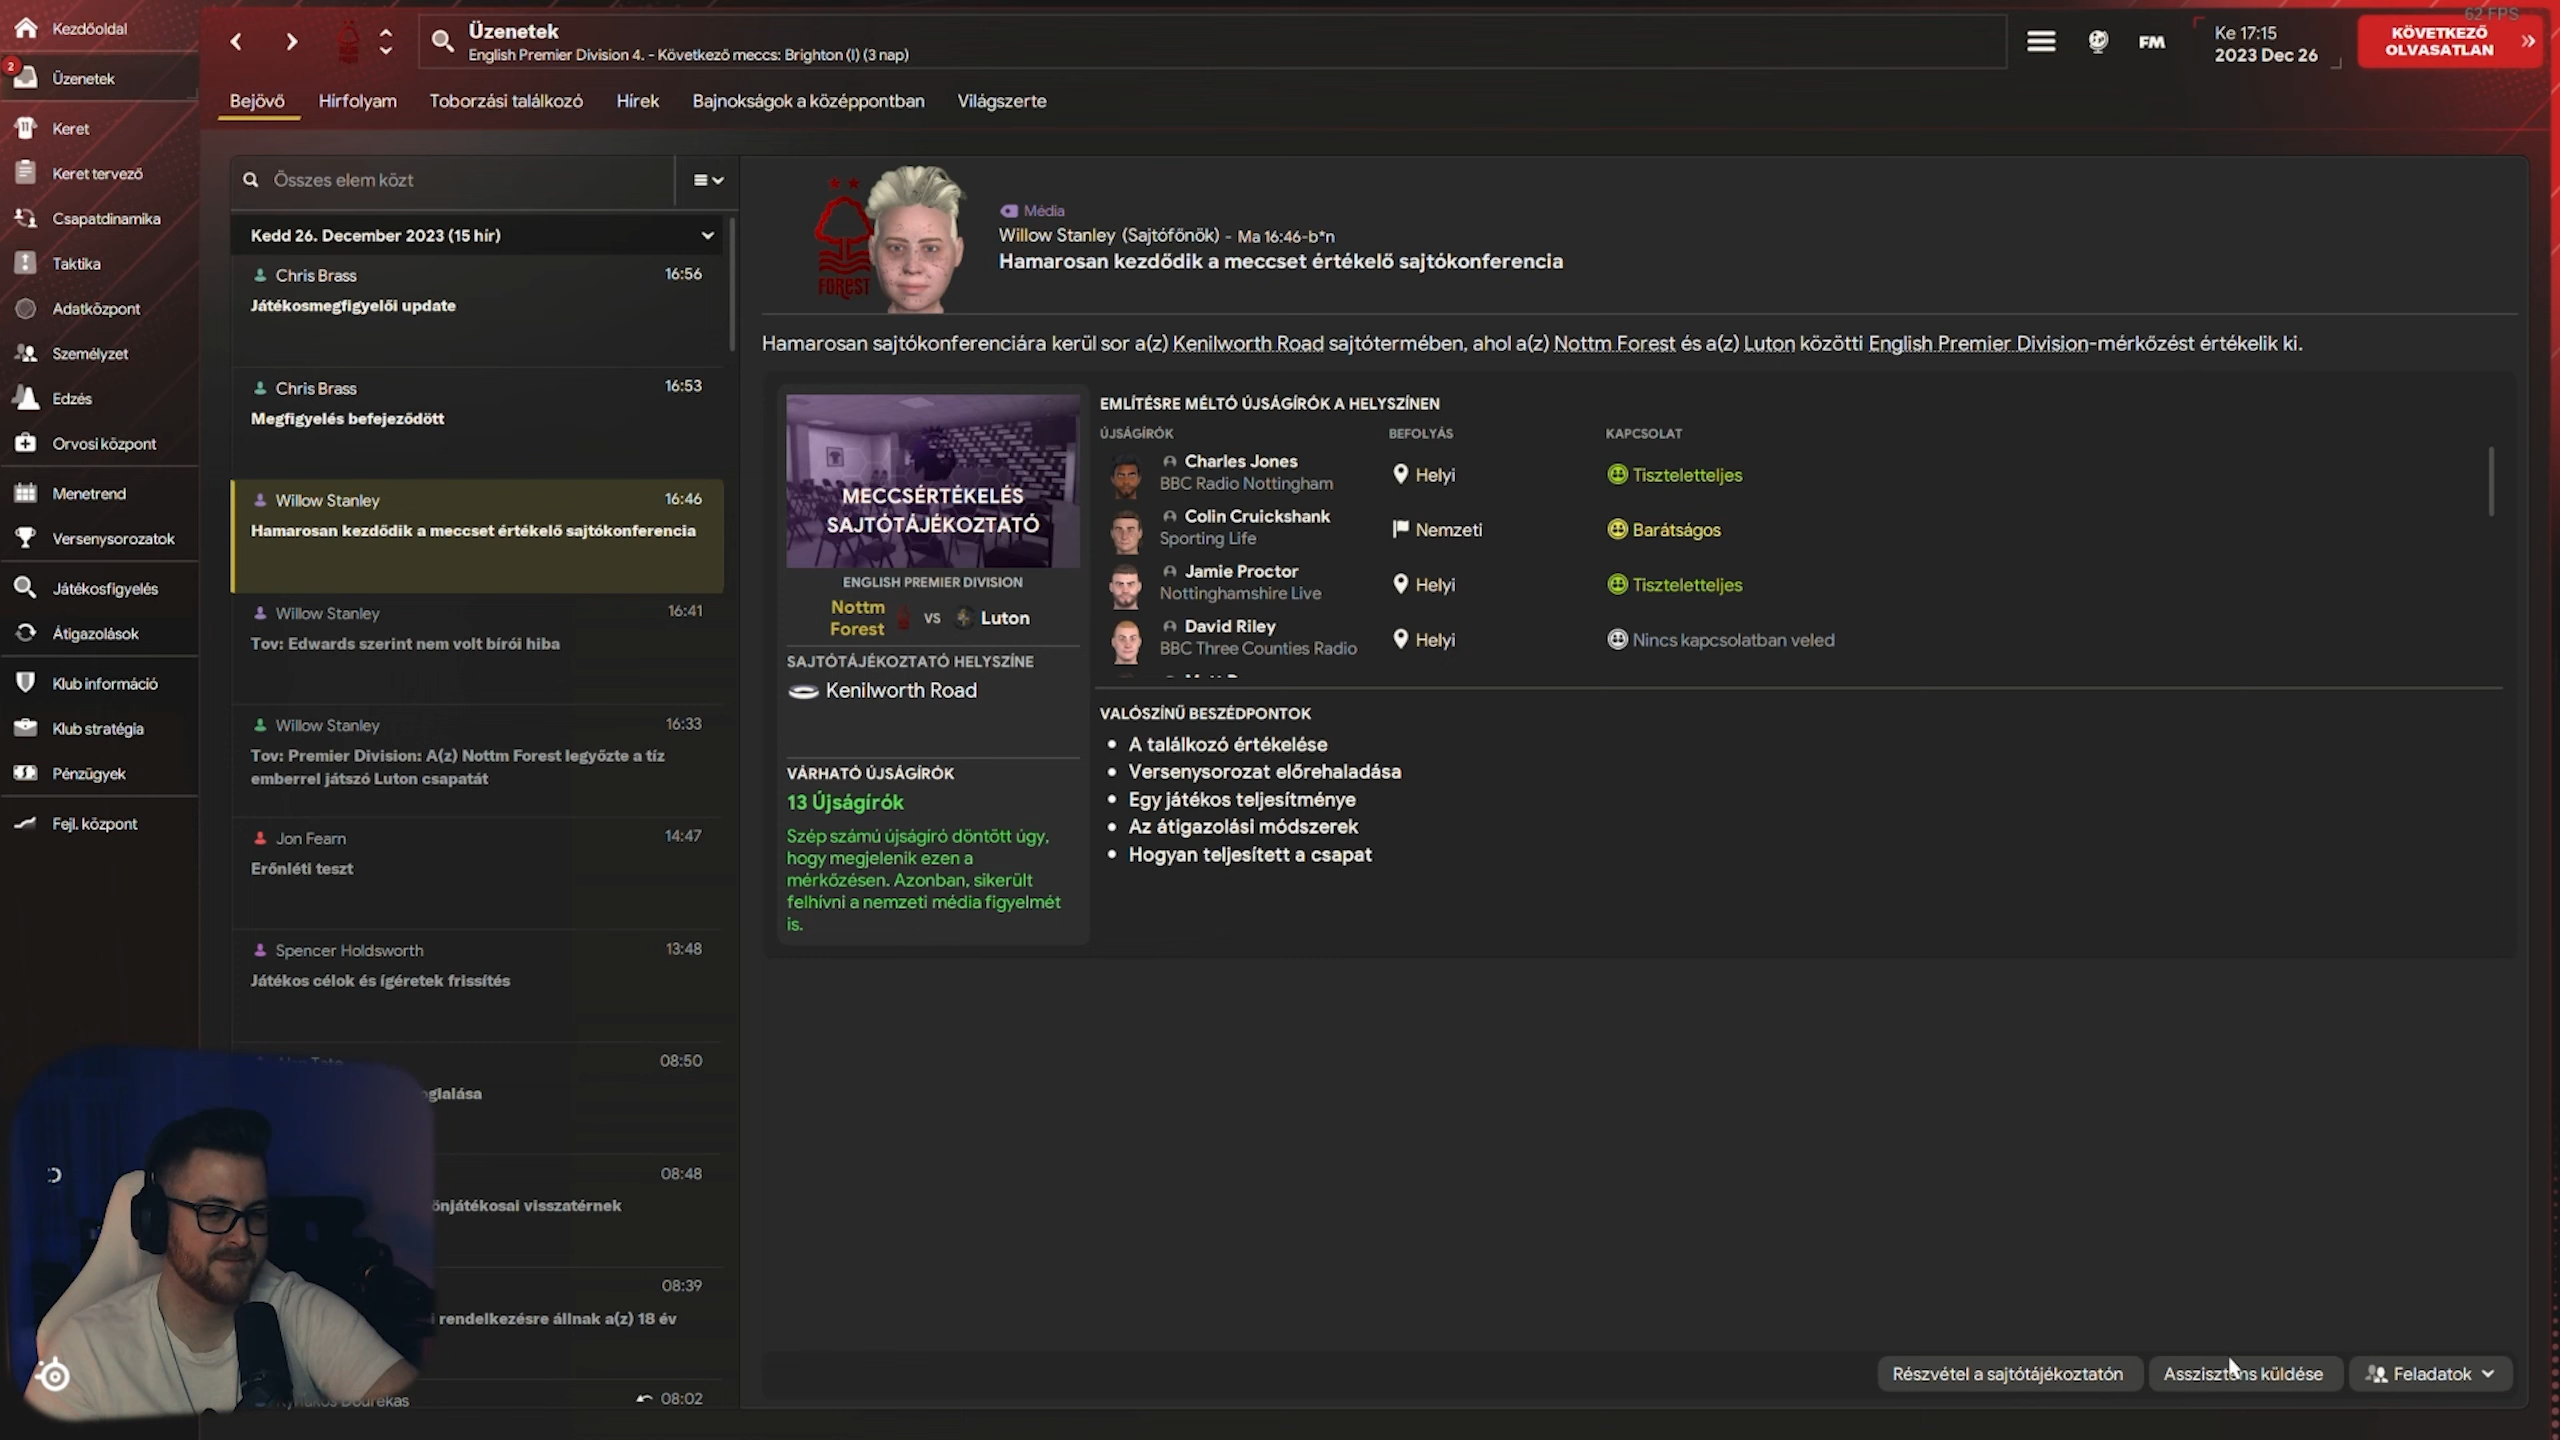 62 FPS
Kezdőoldal
2
Üzenetek
Keret
Keret tervező
Csapatdinamika
Taktika
Adatközpont
Személyzet
Edzés
Orvosi központ
Menetrend
Versenysorozatok
Játékosfigyelés
Átigazolások
Klub információ
Klub stratégia
Pénzügyek
Fejl. központ
Üzenetek
English Premier Division 4. - Következő meccs: Brighton (I) (3 nap)
FM
Ke 17:15
2023 Dec 26
KÖVETKEZŐ
OLVASATLAN
Bejövő Hírfolyam Toborzási találkozó Hírek Bajnokságok a középpontban Világszerte
Összes elem közt
Kedd 26. December 2023 (15 hír)
Chris Brass 16:56
Játékosmegfigyelői update
Chris Brass 16:53
Megfigyelés befejeződött
Willow Stanley 16:46
Hamarosan kezdődik a meccset értékelő sajtókonferencia
Willow Stanley 16:41
Tov: Edwards szerint nem volt bírói hiba
Willow Stanley 16:33
Tov: Premier Division: A(z) Nottm Forest legyőzte a tíz
emberrel játszó Luton csapatát
Jon Fearn 14:47
Erőnléti teszt
Spencer Holdsworth 13:48
Játékos célok és ígéretek frissítés
08:50
08:48
visszatérnek
08:39
rendelkezésre állnak a(z) 18 év
08:02
FOREST
Média
Willow Stanley (Sajtófőnök) - Ma 16:46-b*n
Hamarosan kezdődik a meccset értékelő sajtókonferencia
Hamarosan sajtókonferenciára kerül sor a(z) Kenilworth Road sajtótermében, ahol a(z) Nottm Forest és a(z) Luton közötti English Premier Division-mérkőzést értékelik ki.
MECCSÉRTÉKELÉS
SAJTÓTÁJÉKOZTATÓ
ENGLISH PREMIER DIVISION
Nottm
Forest VS Luton
SAJTÓTÁJÉKOZTATÓ HELYSZÍNE
Kenilworth Road
VÁRHATÓ ÚJSÁGÍRÓK
13 Újságírók
Szép számú újságíró döntött úgy,
hogy megjelenik ezen a
mérkőzésen. Azonban, sikerült
felhívni a nemzeti média figyelmét
is.
EMLÍTÉSRE MÉLTÓ ÚJSÁGÍRÓK A HELYSZÍNEN
ÚJSÁGÍRÓK BEFOLYÁS KAPCSOLAT
Charles Jones
BBC Radio Nottingham Helyi Tiszteletteljes
Colin Cruickshank
Sporting Life Nemzeti Barátságos
Jamie Proctor
Nottinghamshire Live Helyi Tiszteletteljes
David Riley
BBC Three Counties Radio Helyi Nincs kapcsolatban veled
VALÓSZÍNŰ BESZÉDPONTOK
• A találkozó értékelése
• Versenysorozat előrehaladása
• Egy játékos teljesítménye
• Az átigazolási módszerek
• Hogyan teljesített a csapat
Részvétel a sajtótájékoztatón Asszisztens küldése Feladatok